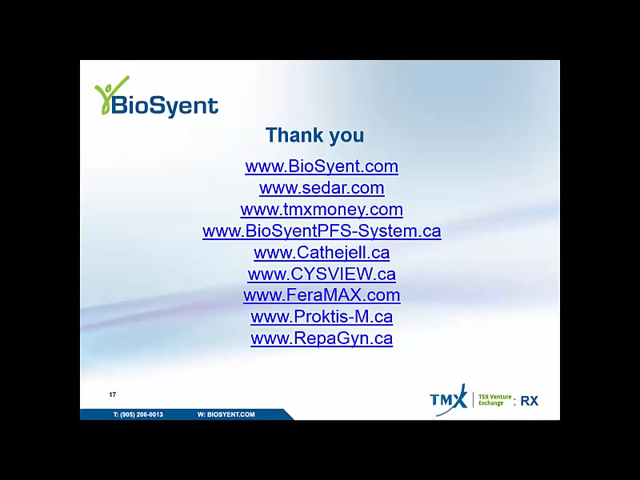 BioSyent
Thank you
www.BioSyent.com
www.sedar.com
www.tmxmoney.com
www.BioSyentPFS-System.ca
www.Cathejell.ca
www.CYSVIEW.ca
www.FeraMAX.com
www.Proktis-M.ca
www.RepaGyn.ca
17
TMX TSX Venture
Exchange : RX
T: (905) 206-0013 W: BIOSYENT.COM